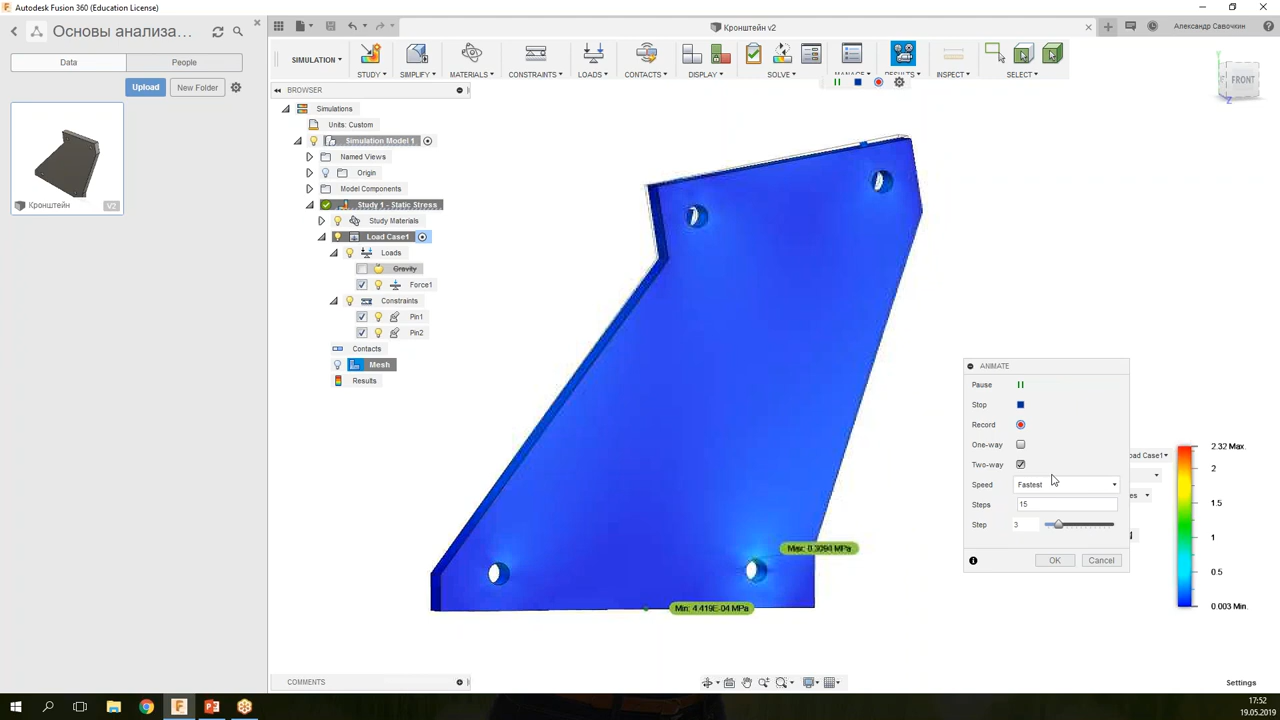 Autodesk Fusion 360 (Education License)
Основы анализа...
Data
People
Upload
New Folder
Кронштейн
V2
Кронштейн v2
Александр Савочкин
SIMULATION
STUDY
SIMPLIFY
MATERIALS
CONSTRAINTS
LOADS
CONTACTS
DISPLAY
SOLVE
MANAGE
RESULTS
INSPECT
SELECT
FRONT
Z
BROWSER
Simulations
Units: Custom
Simulation Model 1
Named Views
Origin
Model Components
Study 1 - Static Stress
Study Materials
Load Case1
Loads
Gravity
Force1
Constraints
Pin1
Pin2
Contacts
Mesh
Results
Max: 0.3094 MPa
Min: 4.419E-04 MPa
ANIMATE
Pause
Stop
Record
One-way
Two-way
Speed
Fastest
Steps
15
Step
3
OK
Cancel
oad Case1
es
2.32 Max.
2
1.5
1
0.5
0.003 Min.
COMMENTS
Settings
17:52
19.05.2019